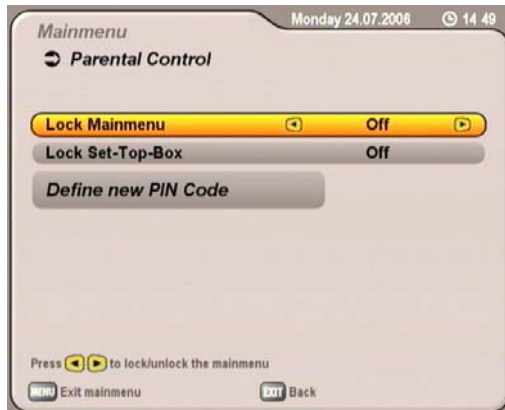 Monday 24.07.2006 14 49
Mainmenu
Parental Control
Lock Mainmenu Off
Lock Set-Top-Box Off
Define new PIN Code
Press to lock/unlock the mainmenu
MENU Exit mainmenu EXIT Back